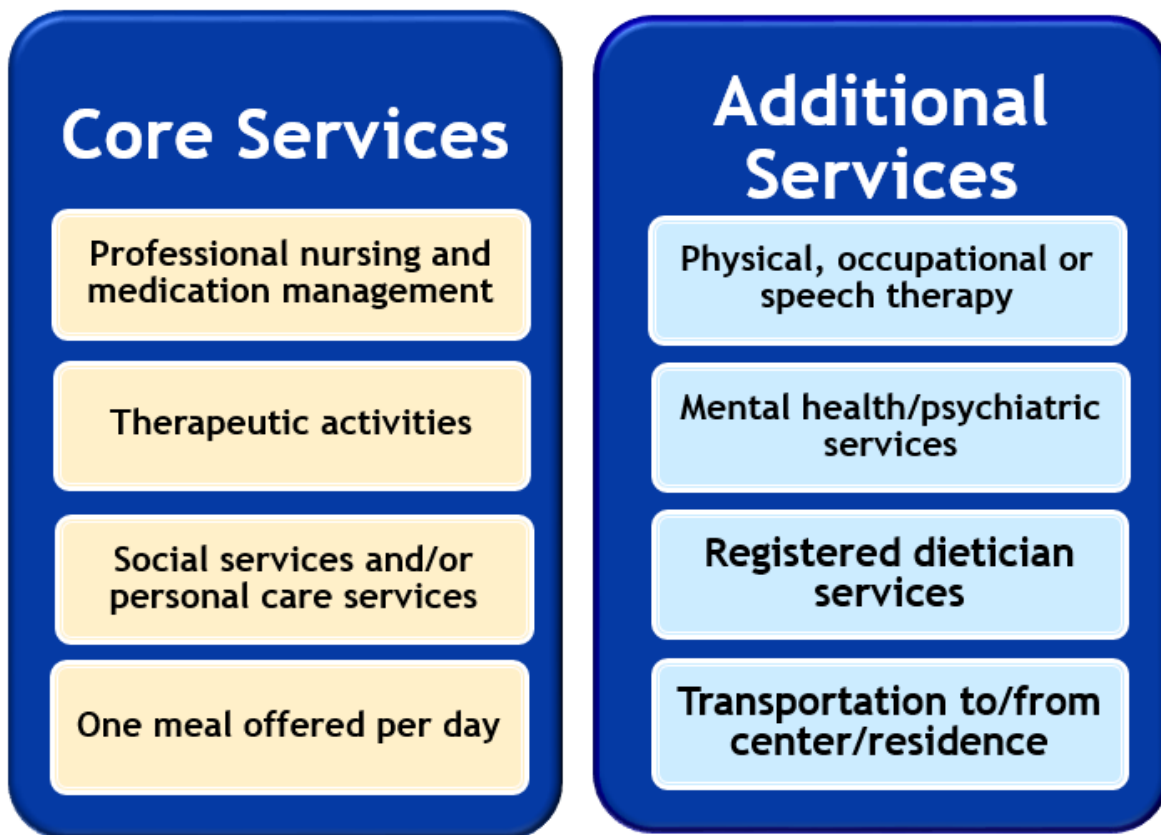 Core Services
Professional nursing and
medication management
Therapeutic activities
Social services and/or
personal care services
One meal offered per day
Additional
Services
Physical, occupational or
speech therapy
Mental health/psychiatric
services
Registered dietician
services
Transportation to/from
center/residence